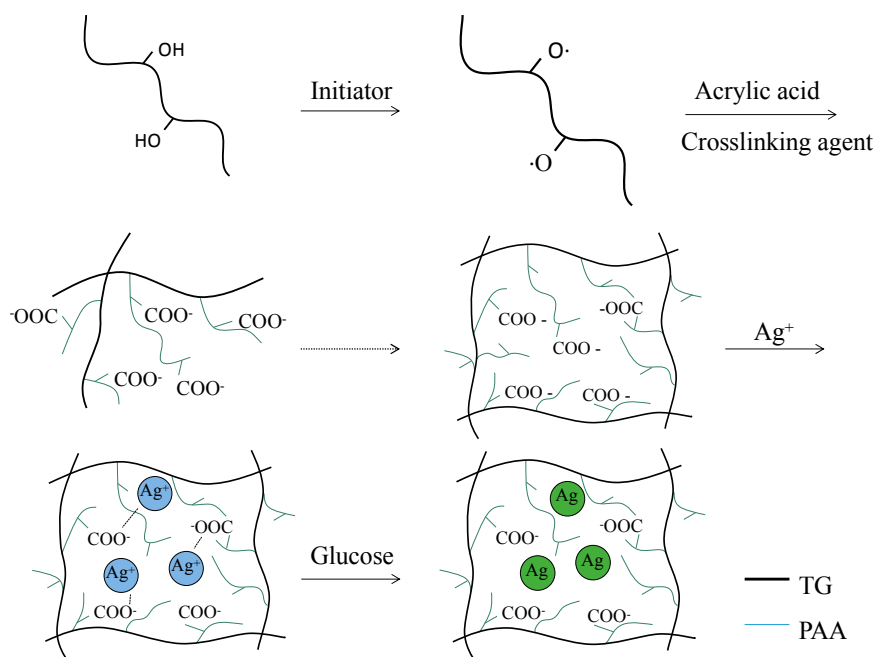 OH
HO
Initiator
O·
·O
Acrylic acid
Crosslinking agent
-OOC
COO-
COO-
COO-
COO-
COO -
-OOC
COO -
COO -
COO -
Ag+
Ag+
COO-
-OOC
Ag+
Ag+
COO-
COO-
Glucose
Ag
COO-
-OOC
Ag
Ag
COO-
COO-
TG
PAA